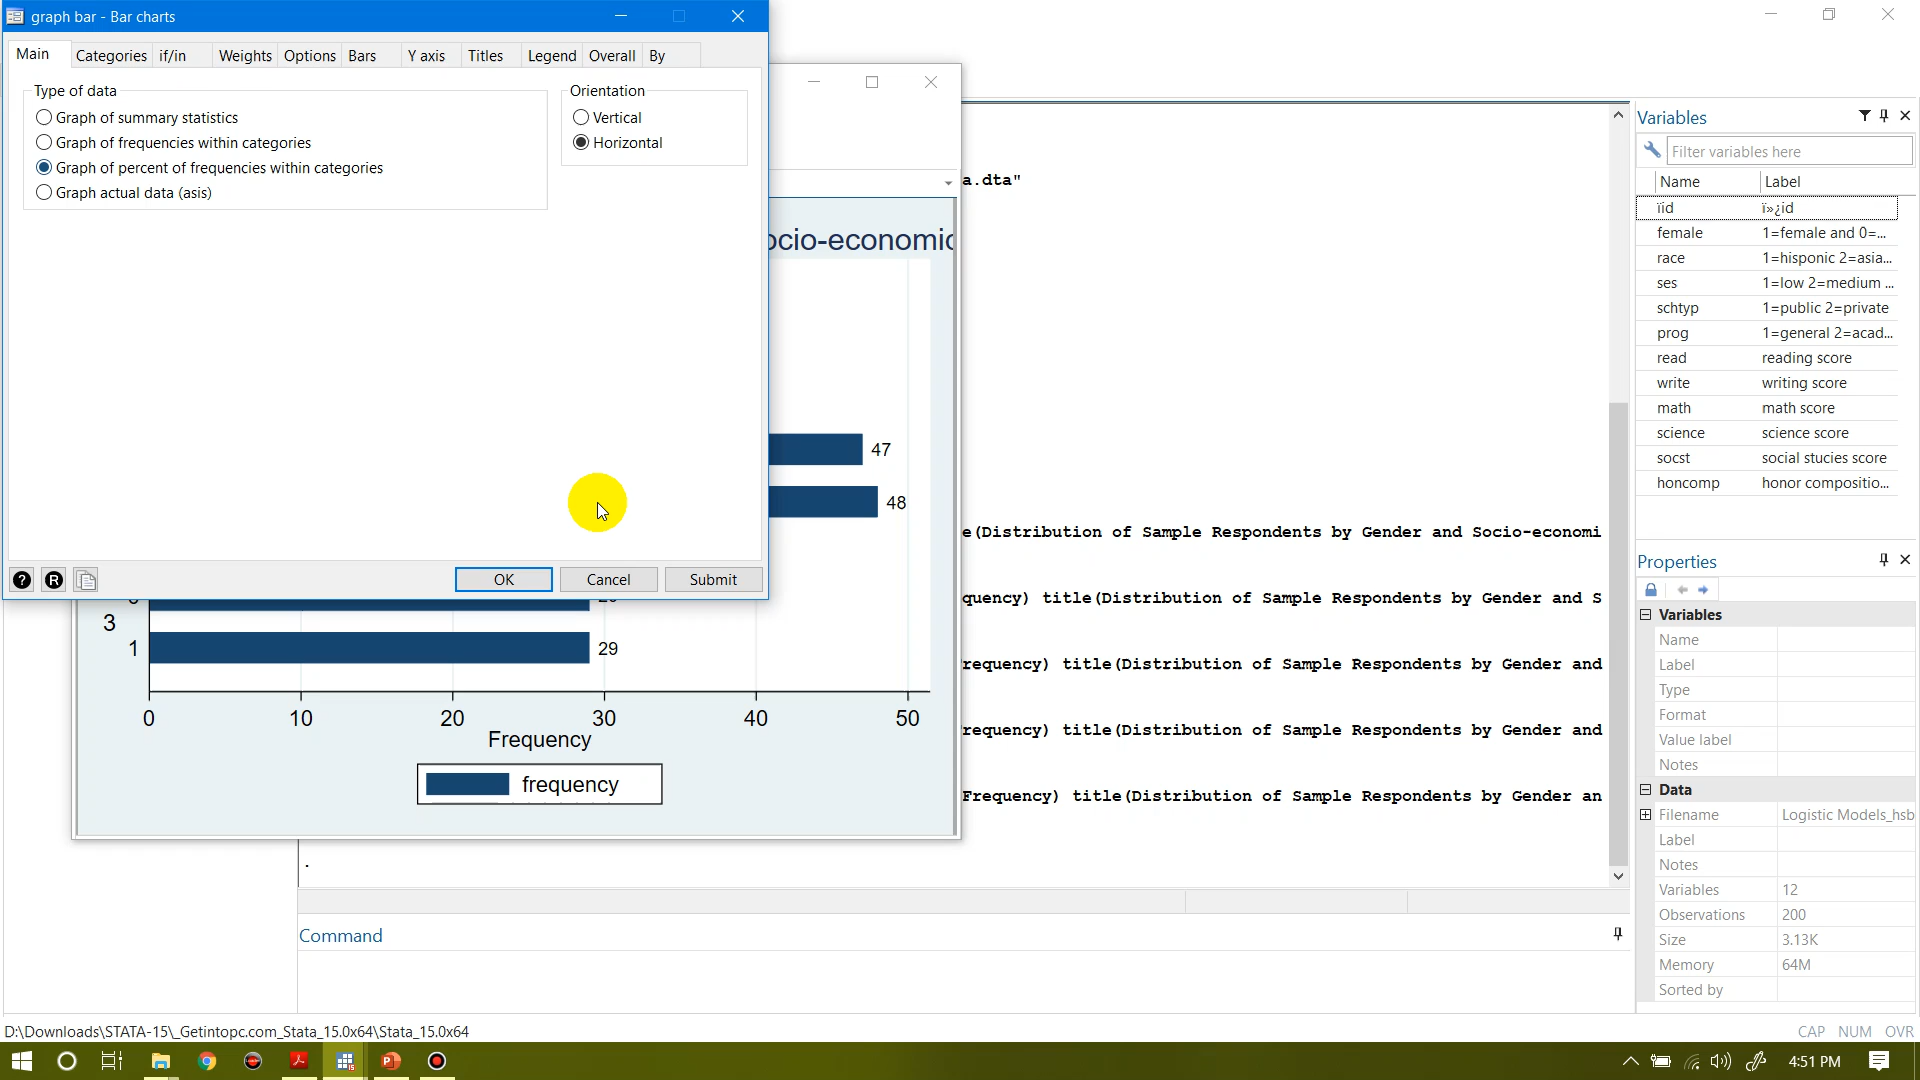 graph bar - Bar charts
Main Categories if/in Weights Options Bars Y axis Titles Legend Overall By
Type of data
Graph of summary statistics
Graph of frequencies within categories
Graph of percent of frequencies within categories
Graph actual data (asis)
Orientation
Vertical
Horizontal
OK Cancel Submit
ocio-economic
47
48
3
1
29
0 10 20 30 40 50
Frequency
frequency
a.dta"
e(Distribution of Sample Respondents by Gender and Socio-economi
quency) title(Distribution of Sample Respondents by Gender and S
requency) title(Distribution of Sample Respondents by Gender and
requency) title(Distribution of Sample Respondents by Gender and
Frequency) title(Distribution of Sample Respondents by Gender an
.
Command
Variables
Filter variables here
Name Label
ïid ï»¿id
female 1=female and 0=...
race 1=hisponic 2=asia...
ses 1=low 2=medium ...
schtyp 1=public 2=private
prog 1=general 2=acad...
read reading score
write writing score
math math score
science science score
socst social stucies score
honcomp honor compositio...
Properties
Variables
Name
Label
Type
Format
Value label
Notes
Data
Filename Logistic Models_hsb
Label
Notes
Variables 12
Observations 200
Size 3.13K
Memory 64M
Sorted by
D:\Downloads\STATA-15\_Getintopc.com_Stata_15.0x64\Stata_15.0x64
CAP NUM OVR
4:51 PM